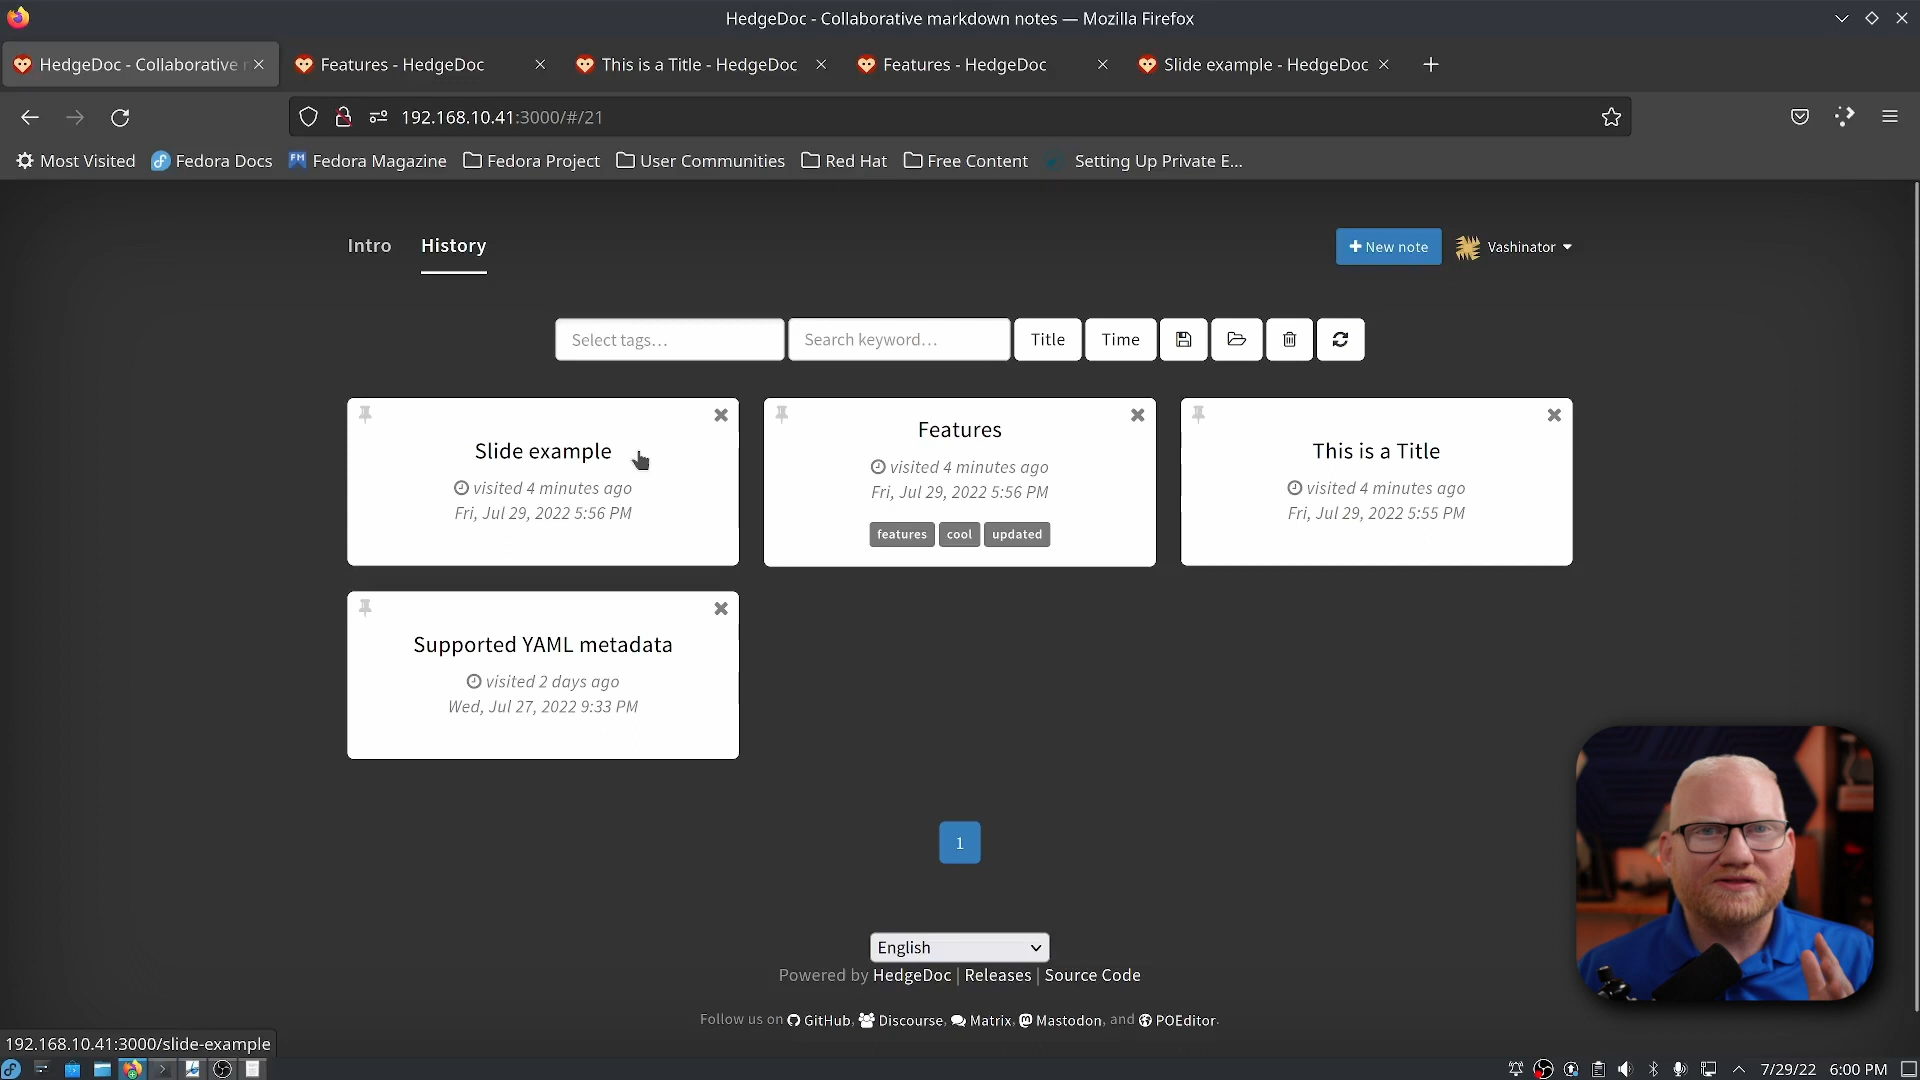 HedgeDoc - Collaborative markdown notes — Mozilla Firefox
HedgeDoc - Collaborative
Features - HedgeDoc
This is a Title - HedgeDoc
Features - HedgeDoc
Slide example - HedgeDoc
192.168.10.41:3000/#/21
Most Visited
Fedora Docs
Fedora Magazine
Fedora Project
User Communities
Red Hat
Free Content
Setting Up Private E...
Intro
History
New note
Vashinator
Select tags...
Search keyword...
Title
Time
Slide example
visited 4 minutes ago
Fri, Jul 29, 2022 5:56 PM
Features
visited 4 minutes ago
Fri, Jul 29, 2022 5:56 PM
features cool updated
This is a Title
visited 4 minutes ago
Fri, Jul 29, 2022 5:55 PM
Supported YAML metadata
visited 2 days ago
Wed, Jul 27, 2022 9:33 PM
1
English
Powered by HedgeDoc | Releases | Source Code
Follow us on GitHub, Discourse, Matrix, Mastodon, and POEditor.
192.168.10.41:3000/slide-example
7/29/22 6:00 PM